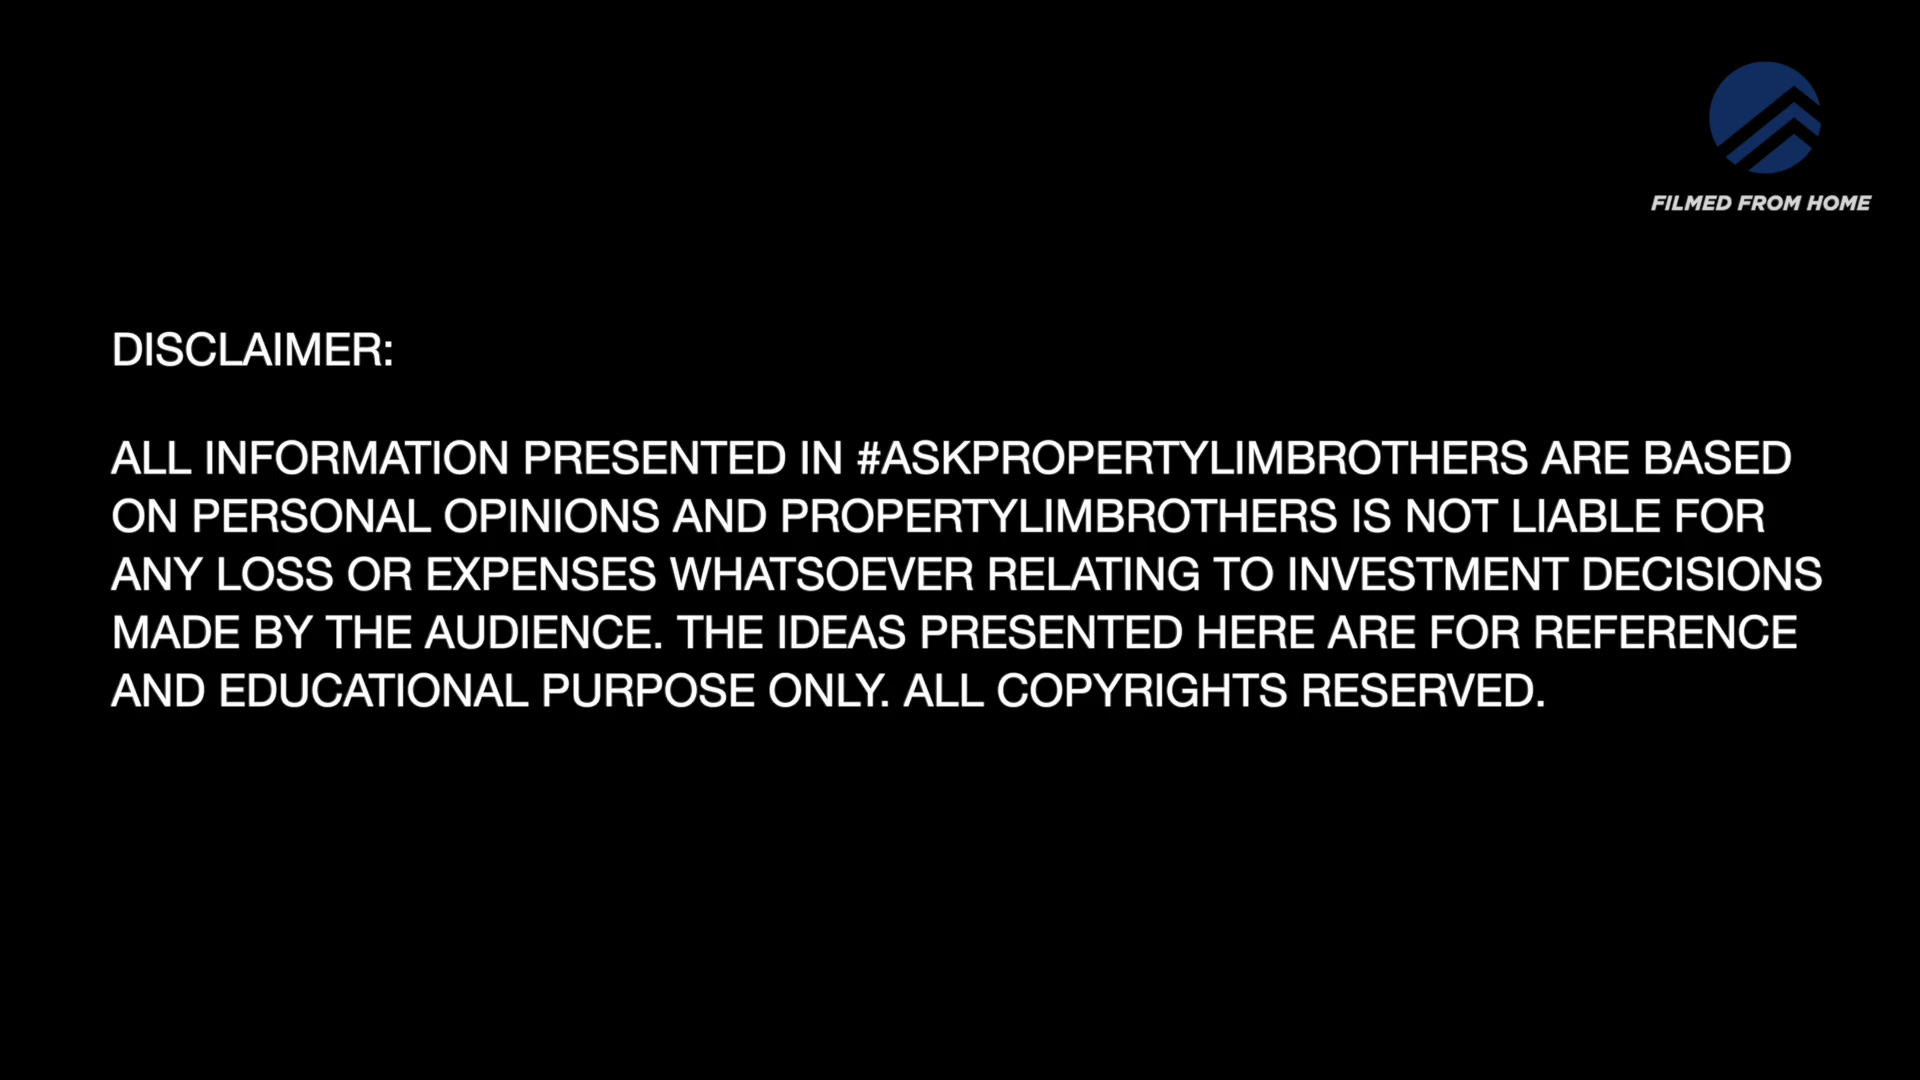 FILMED FROM HOME
DISCLAIMER:
ALL INFORMATION PRESENTED IN #ASKPROPERTYLIMBROTHERS ARE BASED
ON PERSONAL OPINIONS AND PROPERTYLIMBROTHERS IS NOT LIABLE FOR
ANY LOSS OR EXPENSES WHATSOEVER RELATING TO INVESTMENT DECISIONS
MADE BY THE AUDIENCE. THE IDEAS PRESENTED HERE ARE FOR REFERENCE
AND EDUCATIONAL PURPOSE ONLY. ALL COPYRIGHTS RESERVED.